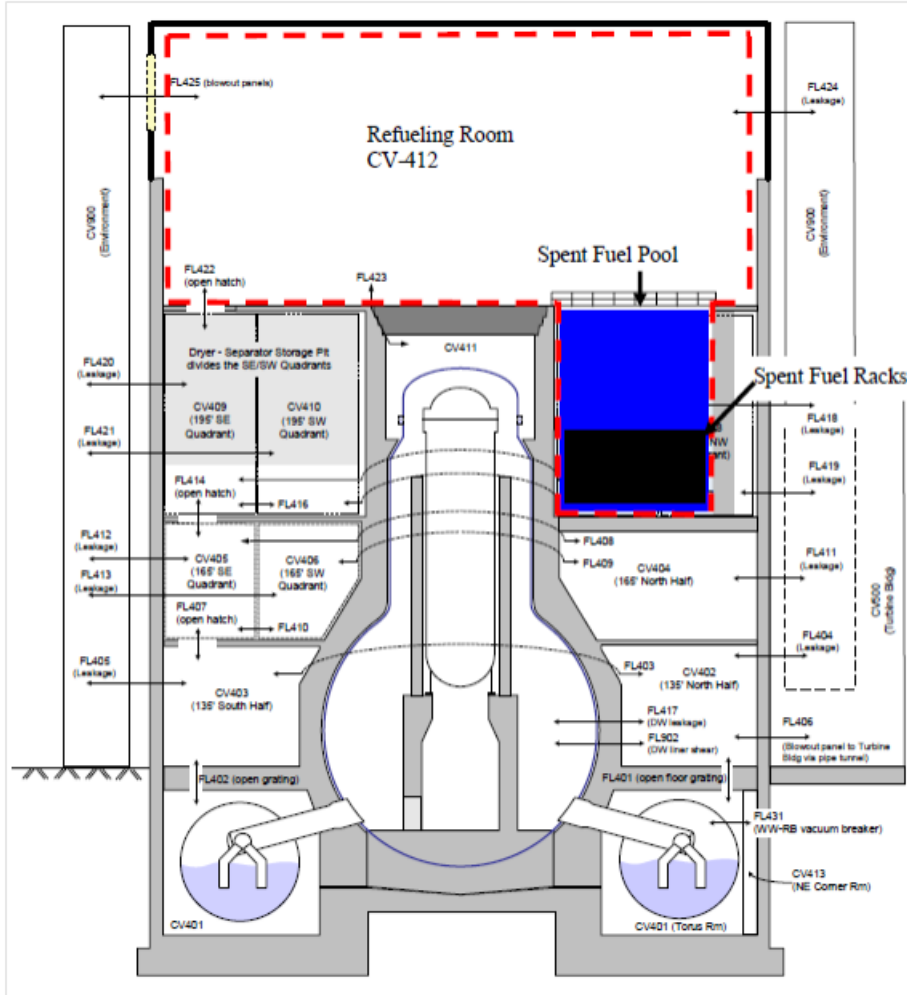 FL425 (blowout panels)
FL424
(Leakage)
Refueling Room
CV-412
CV900
(Environment)
CV900
(Environment)
Spent Fuel Pool
FL422
(open hatch)
FL423
CV411
Dryer - Separator Storage Pit
divides the SE/SW Quadrants
FL420
(Leakage)
Spent Fuel Racks
CV409
(195' SE
Quadrant)
CV410
(195' SW
Quadrant)
FL418
(Leakage)
FL421
(Leakage)
NW
FL419
(Leakage)
FL414
(open hatch)
FL416
FL412
(Leakage)
FL408
FL411
(Leakage)
CV405
(165' SE
Quadrant)
CV406
(165' SW
Quadrant)
FL409
CV404
(165' North Half)
FL413
(Leakage)
CV500
(Turbine Bldg)
FL407
(open hatch)
FL410
FL404
(Leakage)
FL405
(Leakage)
FL403
CV403
(135' South Half)
CV402
(135' North Half)
FL417
(DW leakage)
FL406
FL902
(DW liner shear)
(Blowout panel to Turbine
Bldg via pipe tunnel)
FL402 (open grating)
FL401 (open floor grating)
FL431
(WW-RB vacuum breaker)
CV413
(NE Corner Rm)
CV401
CV401 (Torus Rm)